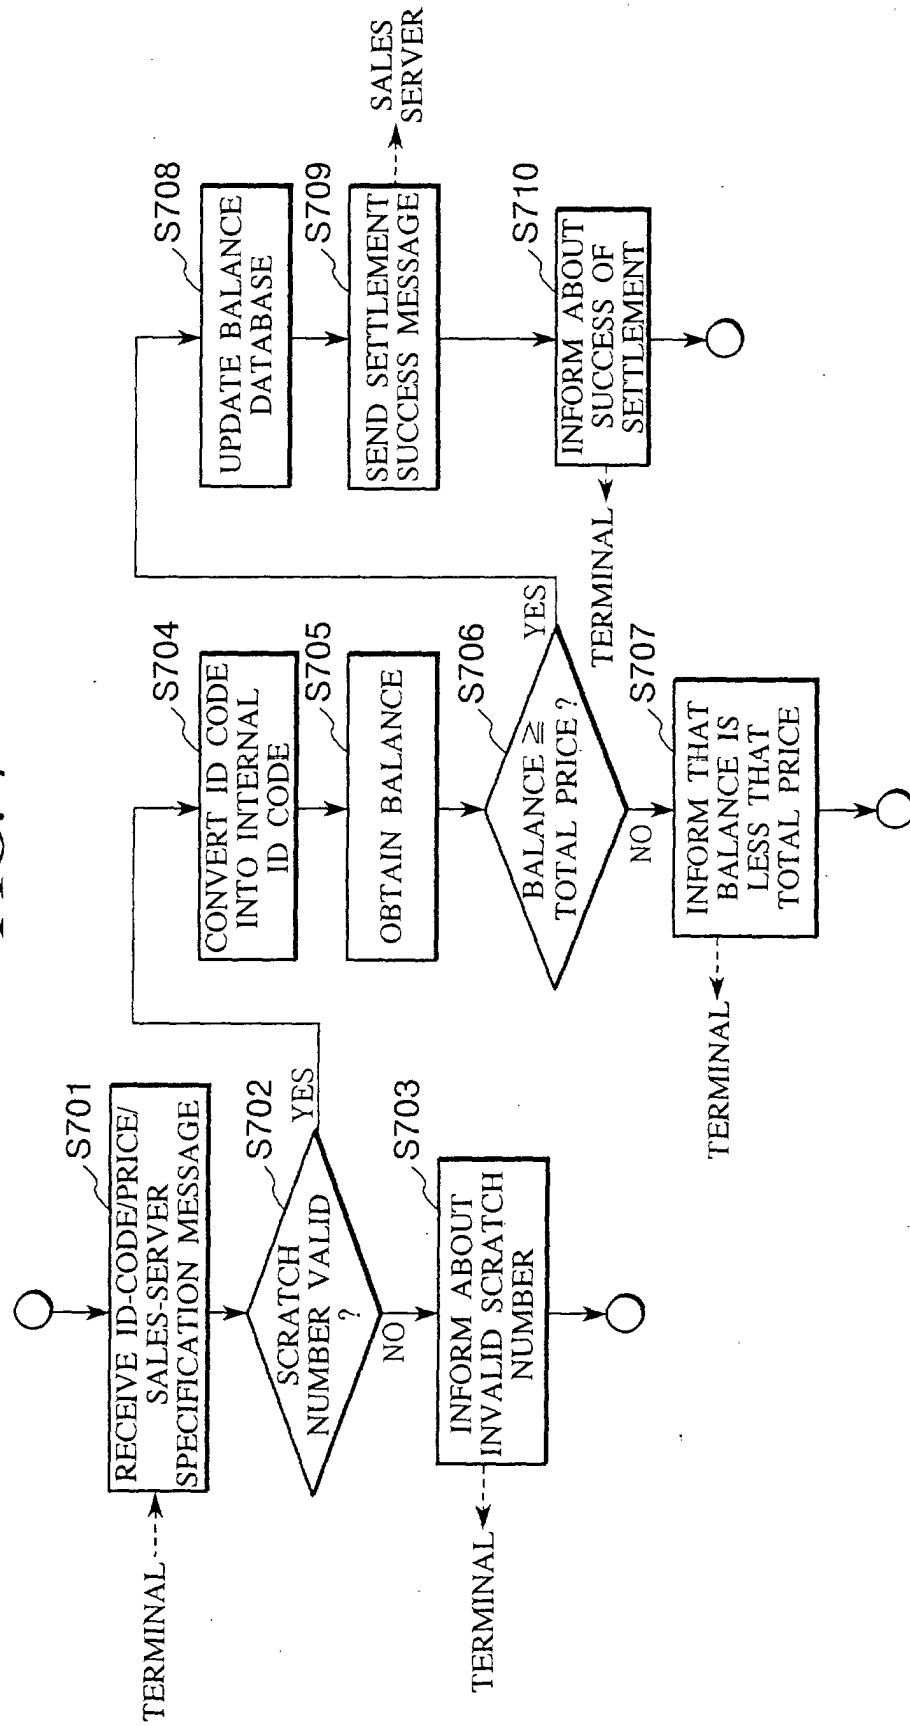 S701
RECEIVE ID-CODE/PRICE/
SALES-SERVER
SPECIFICATION MESSAGE
TERMINAL
S702
SCRATCH
NUMBER VALID
?
YES
NO
S703
INFORM ABOUT
INVALID SCRATCH
NUMBER
TERMINAL
S704
CONVERT ID CODE
INTO INTERNAL
ID CODE
S705
OBTAIN BALANCE
S706
BALANCE ≧
TOTAL PRICE ?
YES
NO
S707
INFORM THAT
BALANCE IS
LESS THAT
TOTAL PRICE
TERMINAL
S708
UPDATE BALANCE
DATABASE
S709
SEND SETTLEMENT
SUCCESS MESSAGE
SALES
SERVER
S710
INFORM ABOUT
SUCCESS OF
SETTLEMENT
TERMINAL